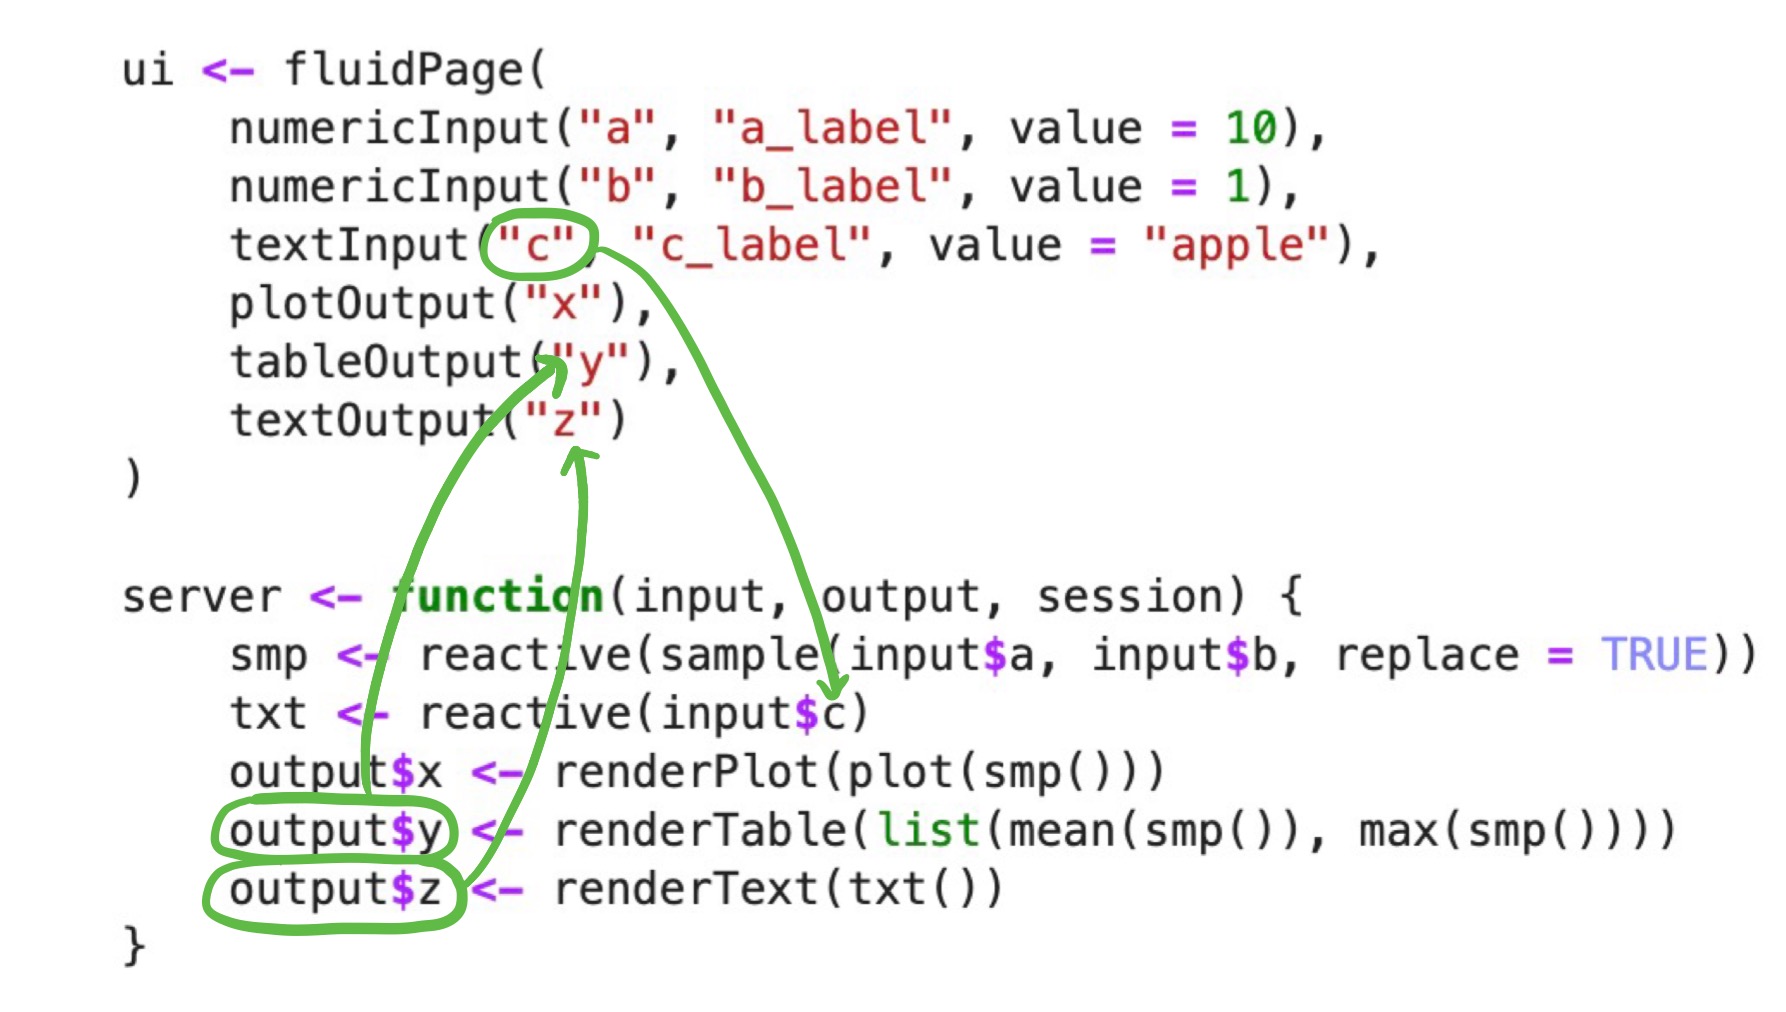 ui <- fluidPage(
    numericInput("a", "a_label", value = 10),
    numericInput("b", "b_label", value = 1),
    textInput("c", "c_label", value = "apple"),
    plotOutput("x"),
    tableOutput("y"),
    textOutput("z")
)
server <- function(input, output, session) {
    smp <- reactive(sample(input$a, input$b, replace = TRUE))
    txt <- reactive(input$c)
    output$x <- renderPlot(plot(smp()))
    output$y <- renderTable(list(mean(smp()), max(smp())))
    output$z <- renderText(txt())
}